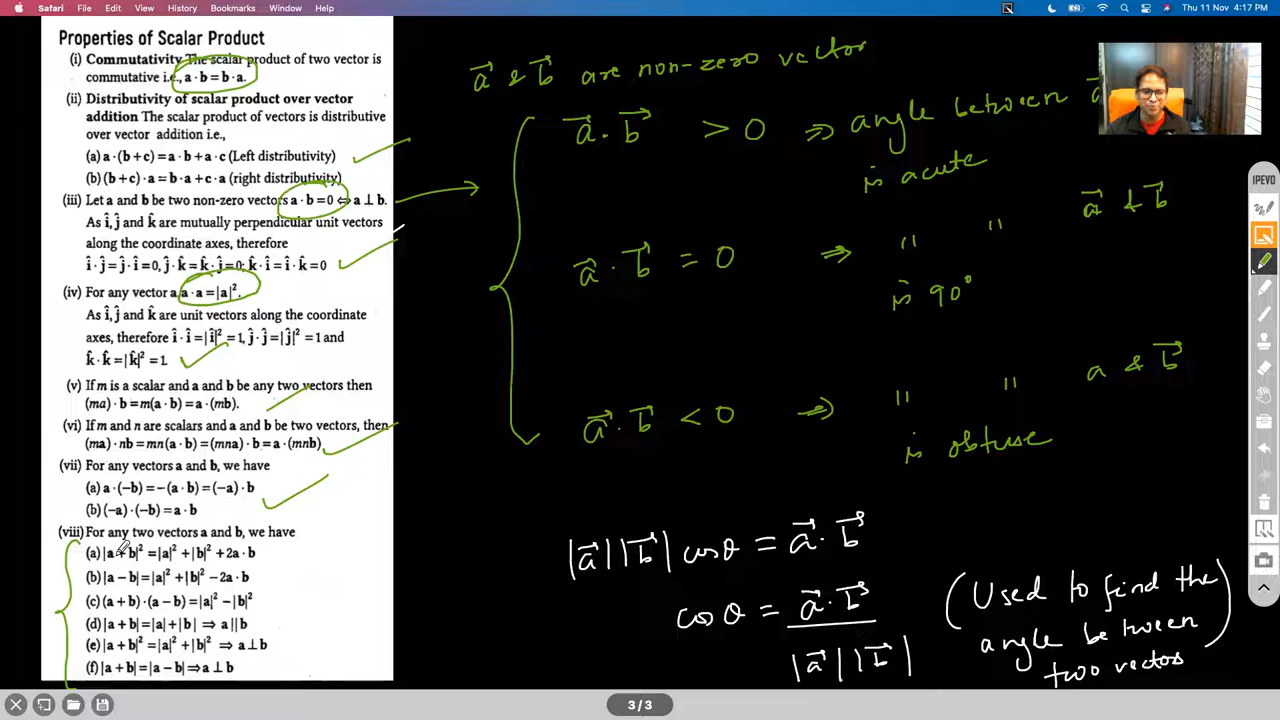 Safari File Edit View History Bookmarks Window Help
Thu 11 Nov 4:17 PM
Properties of Scalar Product
(i) Commutativity The scalar product of two vector is
commutative i.e., a · b = b · a.
(ii) Distributivity of scalar product over vector
addition The scalar product of vectors is distributive
over vector addition i.e.,
(a) a · (b + c) = a · b + a · c (Left distributivity)
(b) (b + c) · a = b · a + c · a (right distributivity)
(iii) Let a and b be two non-zero vectors a · b = 0 ⇔ a ⊥ b.
As î, ĵ and k̂ are mutually perpendicular unit vectors
along the coordinate axes, therefore
î · ĵ = ĵ · î = 0, ĵ · k̂ = k̂ · ĵ = 0; k̂ · î = î · k̂ = 0
(iv) For any vector a, a · a = |a|².
As î, ĵ and k̂ are unit vectors along the coordinate
axes, therefore î · î = |î|² = 1, ĵ · ĵ = |ĵ|² = 1 and
k̂ · k̂ = |k̂|² = 1.
(v) If m is a scalar and a and b be any two vectors then
(ma) · b = m(a · b) = a · (mb).
(vi) If m and n are scalars and a and b be two vectors, then
(ma) · nb = mn(a · b) = (mna) · b = a · (mnb)
(vii) For any vectors a and b, we have
(a) a · (−b) = −(a · b) = (−a) · b
(b) (−a) · (−b) = a · b
(viii) For any two vectors a and b, we have
(a) |a + b|² = |a|² + |b|² + 2a · b
(b) |a − b| = |a|² + |b|² − 2a · b
(c) (a + b) · (a − b) = |a|² − |b|²
(d) |a + b| = |a| + |b| ⇒ a || b
(e) |a + b|² = |a|² + |b|² ⇒ a ⊥ b
(f) |a + b| = |a − b| ⇒ a ⊥ b
a⃗ & b⃗ are non-zero vector
a⃗ . b⃗ > 0 ⇒ angle between a⃗
is acute
a⃗ . b⃗ = 0 ⇒ " " a⃗ & b⃗
is 90°
a⃗ . b⃗ < 0 ⇒ " " a & b⃗
is obtuse
|a⃗| |b⃗| cosθ = a⃗ . b⃗
cosθ = a⃗ . b⃗
|a⃗| |b⃗|
(Used to find the
angle between
two vector)
IPEVO
3/3